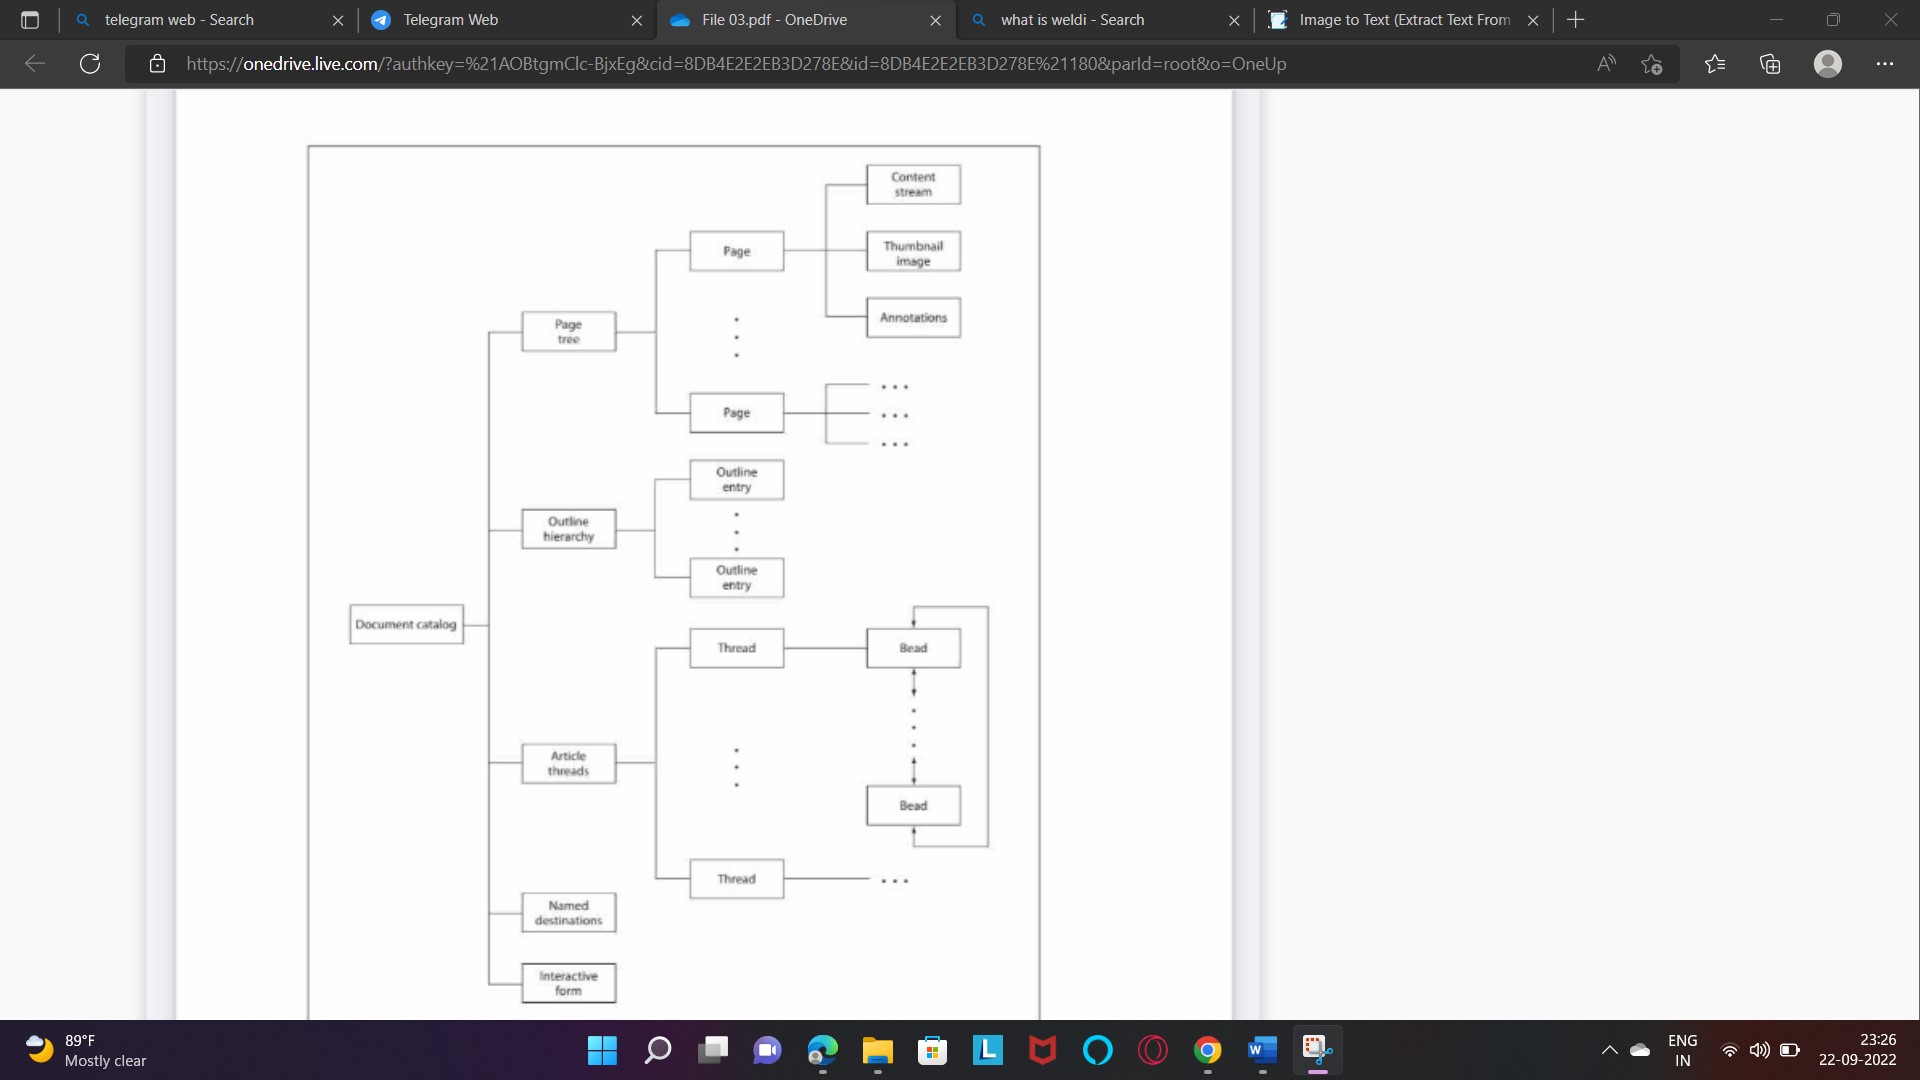 telegram web - Search
Telegram Web
File 03.pdf - OneDrive
what is weldi - Search
Image to Text (Extract Text From
https://onedrive.live.com/?authkey=%21AOBtgmClc-BjxEg&cid=8DB4E2E2EB3D278E&id=8DB4E2E2EB3D278E%21180&parId=root&o=OneUp
Content
stream
Page
Thumbnail
image
Annotations
Page
tree
Page
Outline
entry
Outline
hierarchy
Outline
entry
Document catalog
Thread
Bead
Article
threads
Bead
Thread
Named
destinations
Interactive
form
89°F
Mostly clear
ENG
IN
23:26
22-09-2022